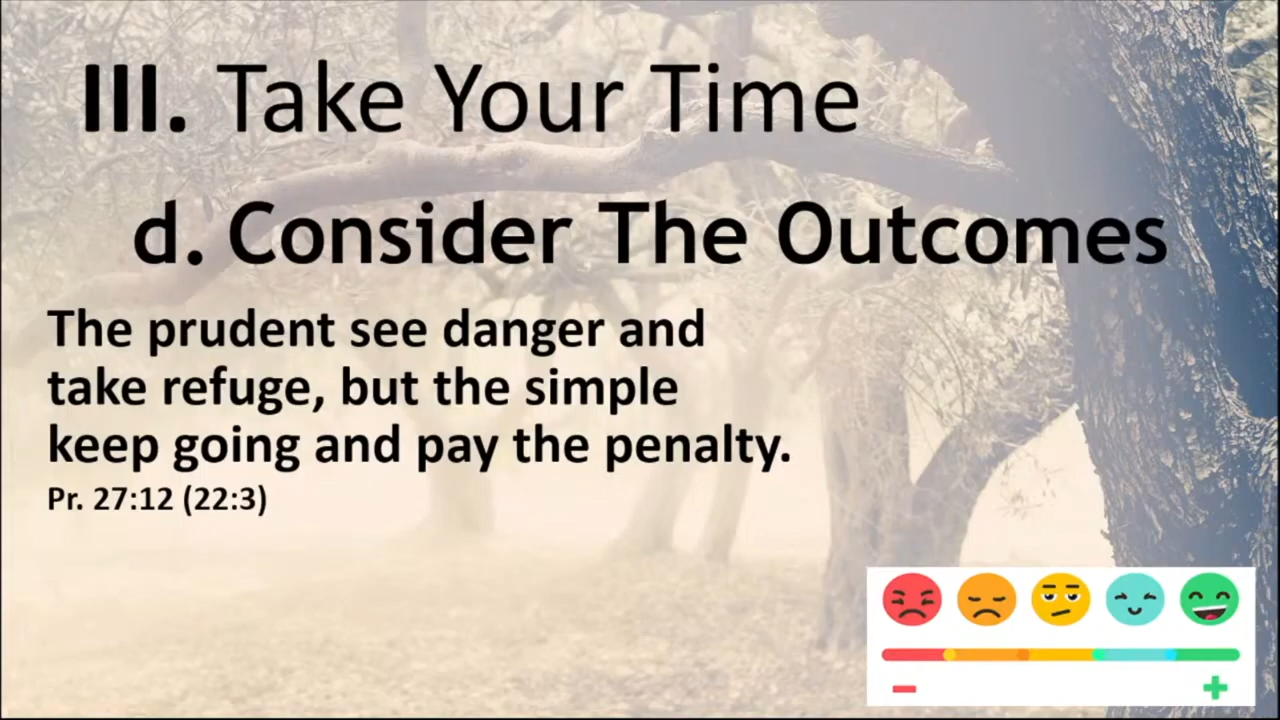 III. Take Your Time
d. Consider The Outcomes
The prudent see danger and
take refuge, but the simple
keep going and pay the penalty.
Pr. 27:12 (22:3)